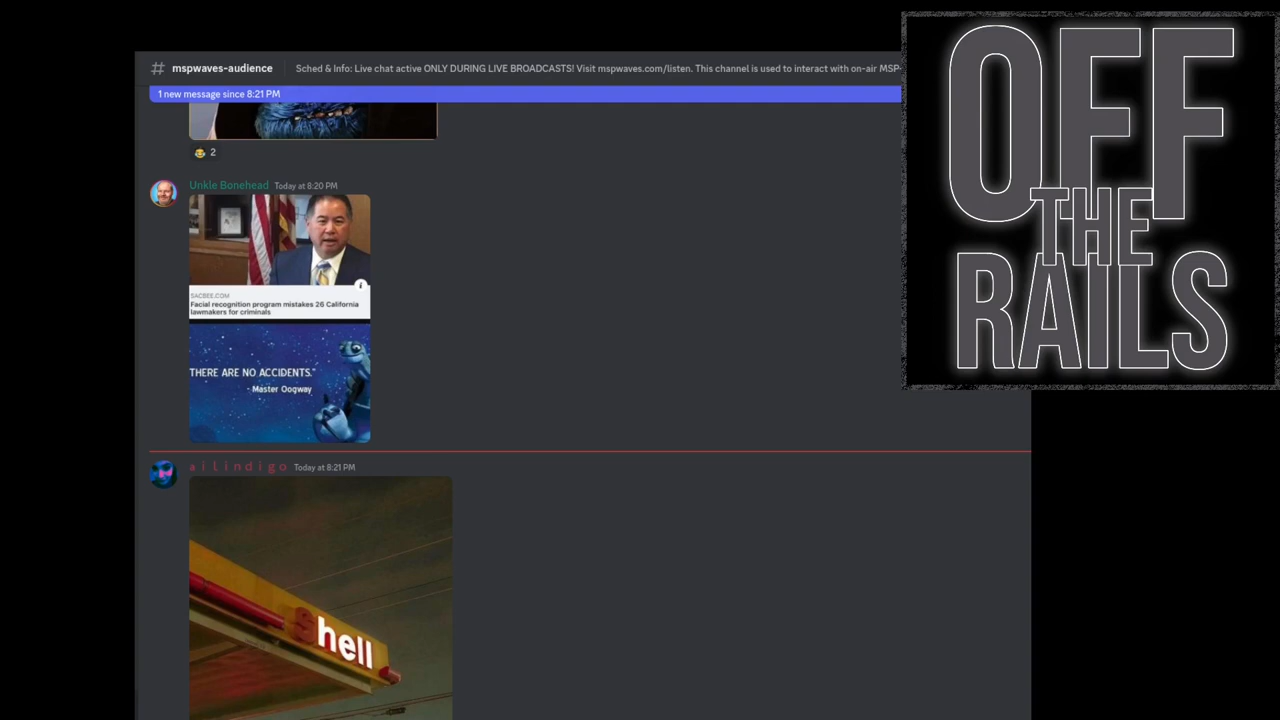 # mspwaves-audience
Sched & Info: Live chat active ONLY DURING LIVE BROADCASTS! Visit mspwaves.com/listen. This channel is used to interact with on-air MSP
1 new message since 8:21 PM
2
Unkle Bonehead Today at 8:20 PM
SACBEE.COM
Facial recognition program mistakes 26 California
lawmakers for criminals
THERE ARE NO ACCIDENTS."
- Master Oogway
a i l i n d i g o Today at 8:21 PM
Shell
OFF
THE
RAILS